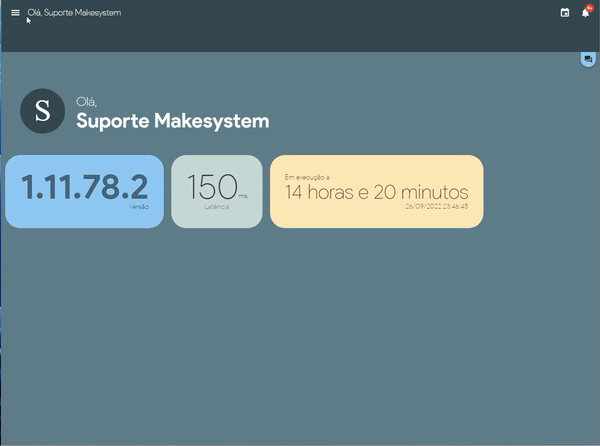 Olá, Suporte Makesystem
S
Olá,
Suporte Makesystem
1.11.78.2
Versão
150 ms
Latência
Em execução à
14 horas e 20 minutos
26/09/2022 23:46:45